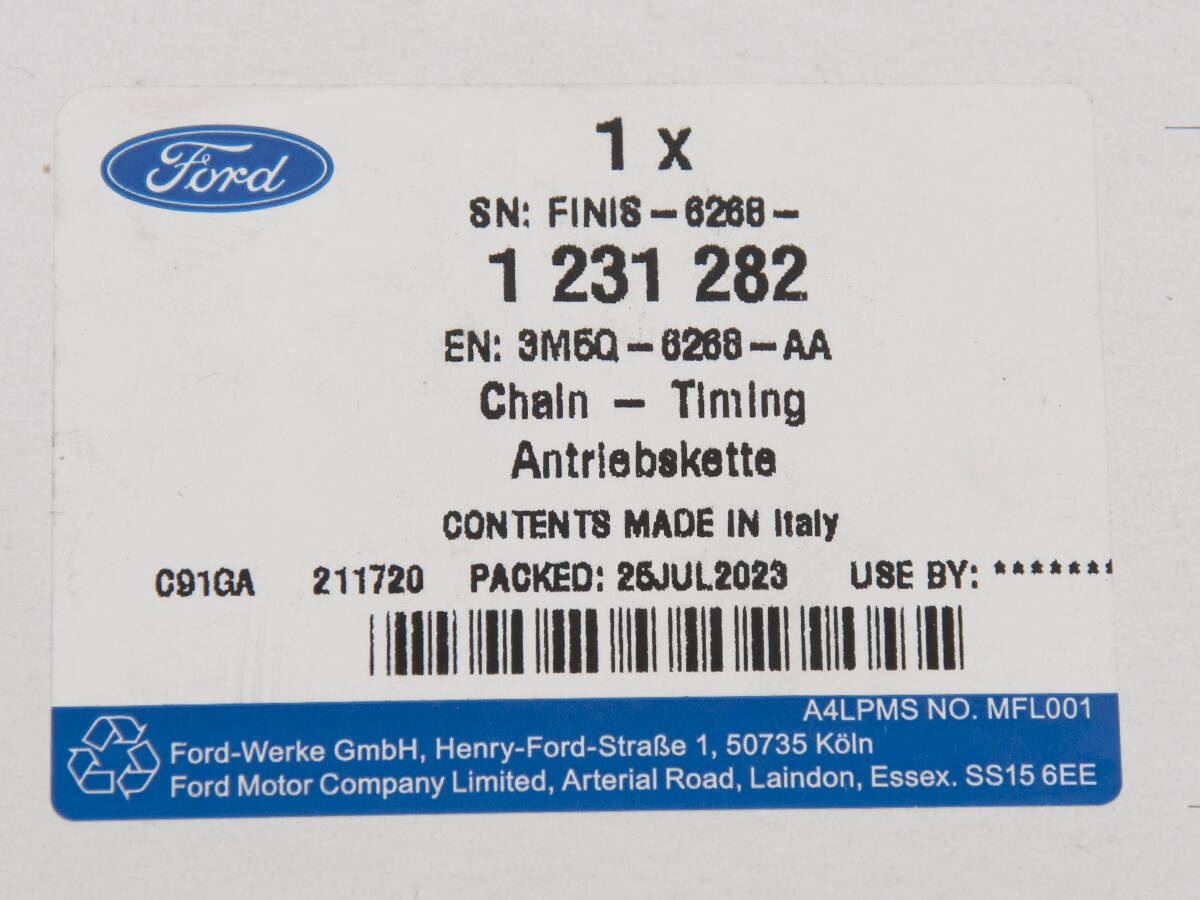 Ford
1 x
SN: FINIS-6268-
1 231 282
EN: 3M5Q-6268-AA
Chain - Timing
Antriebskette
CONTENTS MADE IN Italy
C91GA 211720 PACKED: 25JUL2023 USE BY: *******
A4LPMS NO. MFL001
Ford-Werke GmbH, Henry-Ford-Straße 1, 50735 Köln
Ford Motor Company Limited, Arterial Road, Laindon, Essex. SS15 6EE